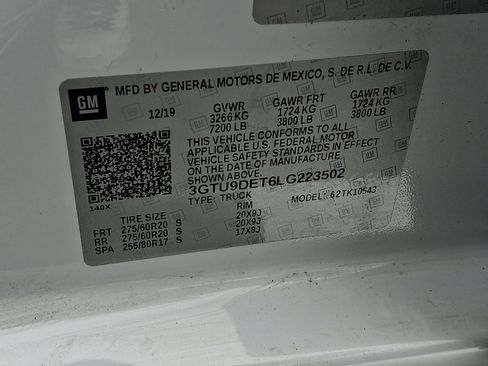 GM
MFD BY GENERAL MOTORS DE MEXICO, S. DE R.L. DE C.V.
12/19 GVWR GAWR FRT GAWR RR
3266 KG 1724 KG 1724 KG
7200 LB 3800 LB 3800 LB
THIS VEHICLE CONFORMS TO ALL
APPLICABLE U.S. FEDERAL MOTOR
VEHICLE SAFETY STANDARDS IN EFFECT
ON THE DATE OF MANUFACTURE SHOWN ABOVE.
3GTU9DET6LG223502
TYPE: TRUCK MODEL: 62TK10543
140X
TIRE SIZE RIM
FRT 275/60R20 S 20X9J
RR 275/60R20 S 20X9J
SPA 255/80R17 S 17X8J